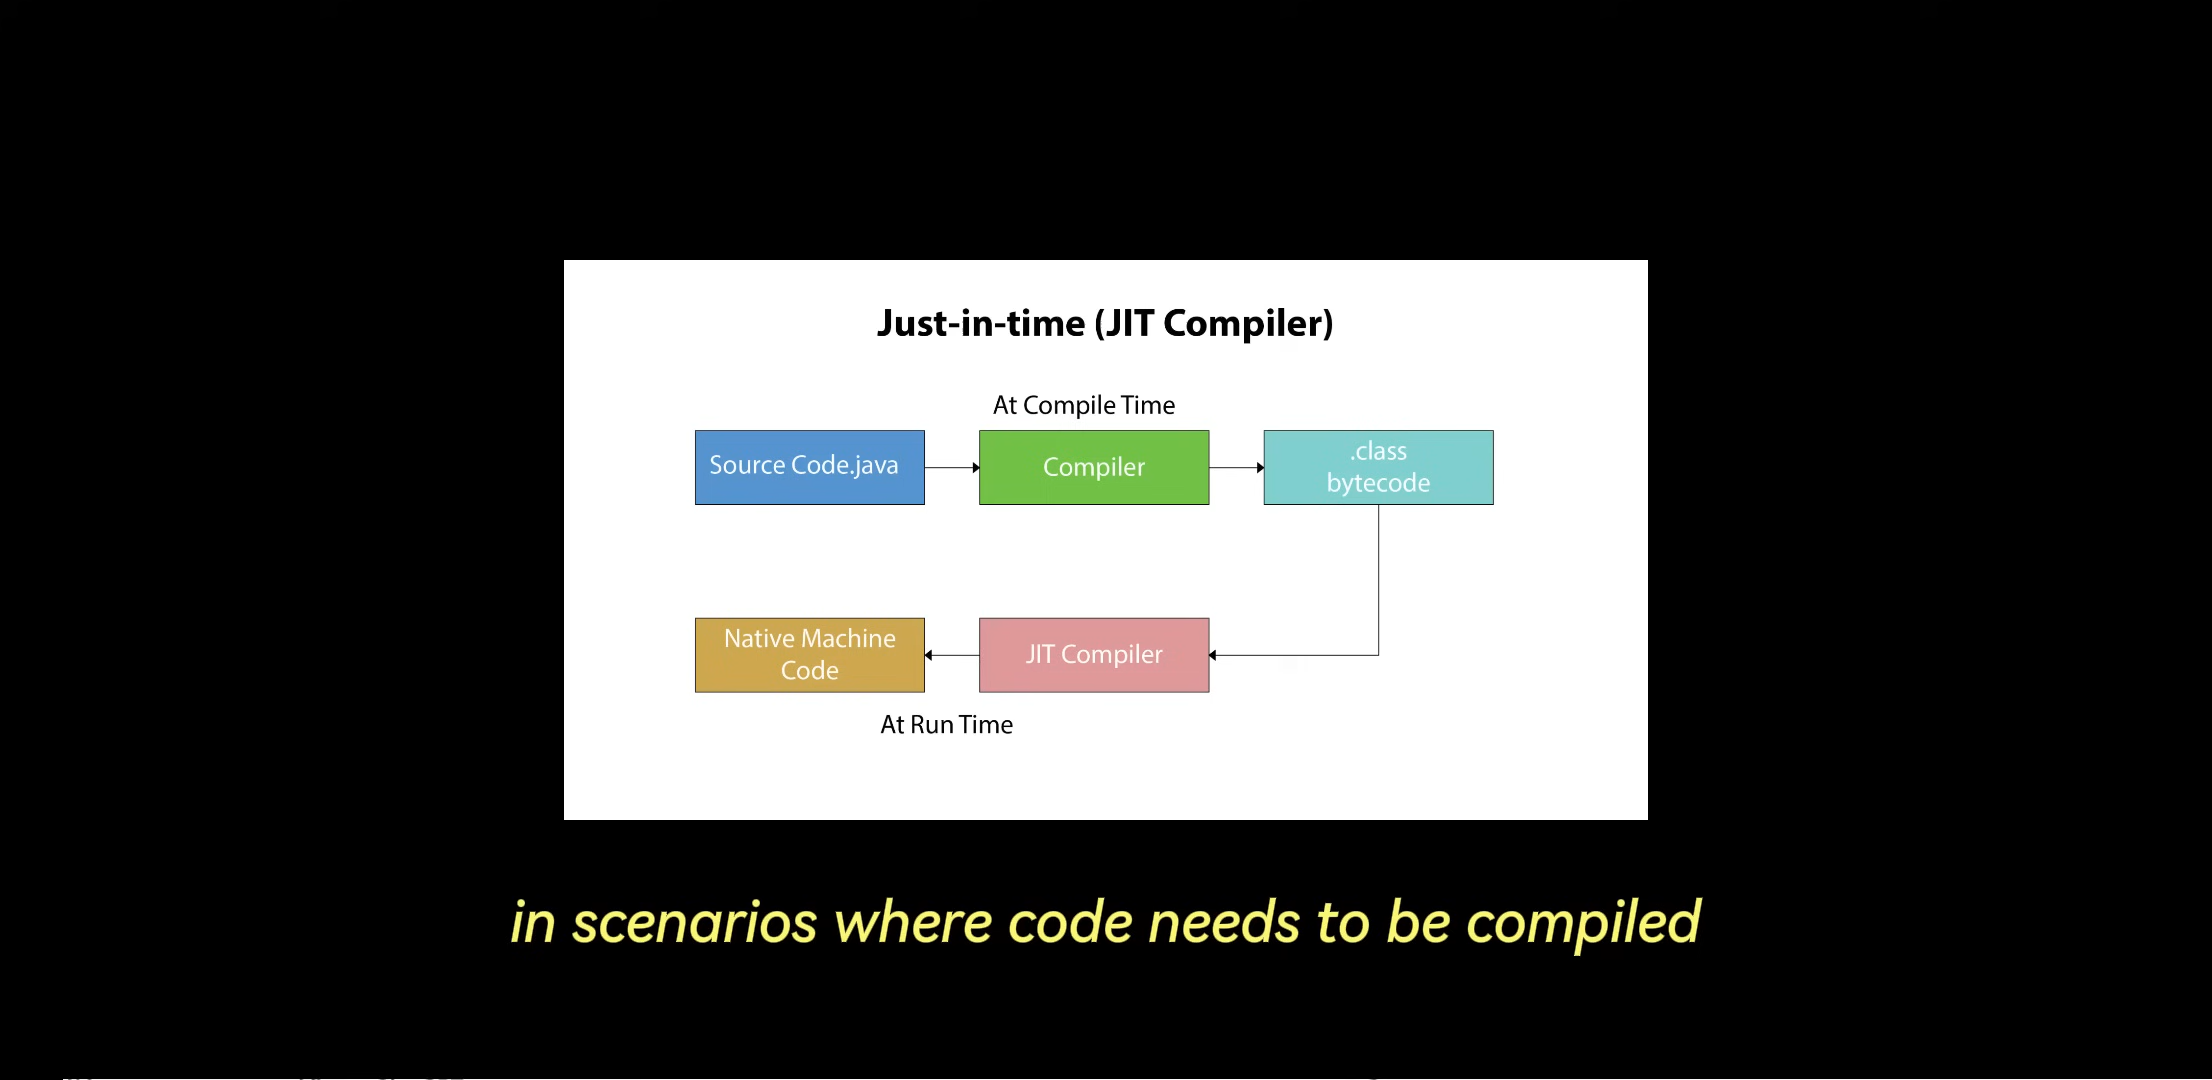 Just-in-time (JIT Compiler)
At Compile Time
Source Code.java
Compiler
.class
bytecode
Native Machine
Code
JIT Compiler
At Run Time
in scenarios where code needs to be compiled